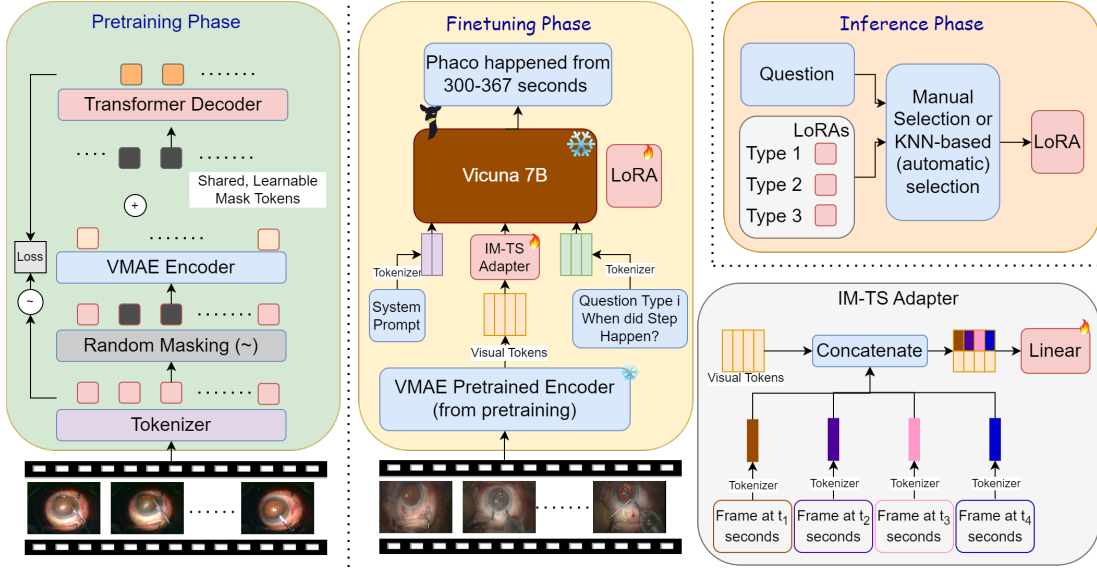 Pretraining Phase
Transformer Decoder
Shared, Learnable
Mask Tokens
+
Loss
VMAE Encoder
~
Random Masking (~)
Tokenizer
Finetuning Phase
Phaco happened from
300-367 seconds
Vicuna 7B
LoRA
Tokenizer
IM-TS
Adapter
Tokenizer
System
Prompt
Question Type i
When did Step
Happen?
Visual Tokens
VMAE Pretrained Encoder
(from pretraining)
Inference Phase
Question
LoRAs
Type 1
Type 2
Type 3
Manual
Selection or
KNN-based
(automatic)
selection
LoRA
IM-TS Adapter
Visual Tokens
Concatenate
Linear
Tokenizer
Tokenizer
Tokenizer
Tokenizer
Frame at t₁
seconds
Frame at t₂
seconds
Frame at t₃
seconds
Frame at t₄
seconds